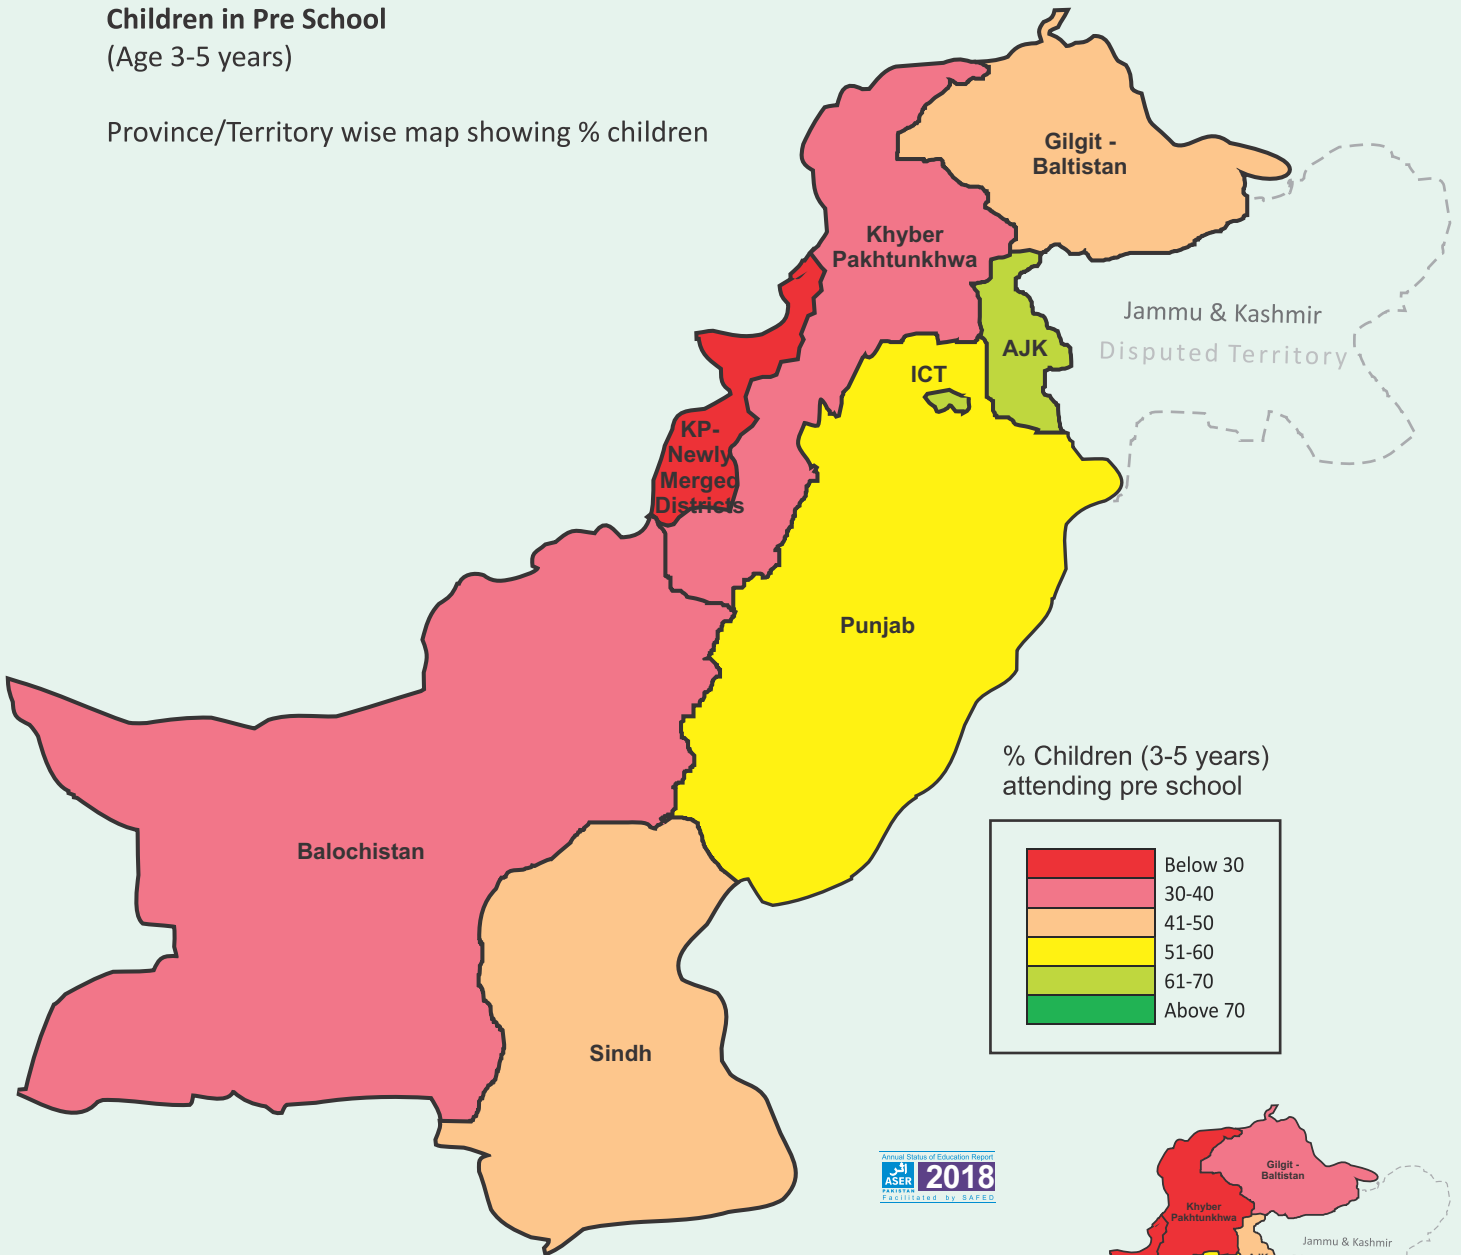 Children in Pre School
(Age 3-5 years)
Province/Territory wise map showing % children
Gilgit -
Baltistan
Khyber
Pakhtunkhwa
Jammu & Kashmir
Disputed Territory
AJK
ICT
KP-
Newly
Merged
Districts
Punjab
Balochistan
Sindh
% Children (3-5 years)
attending pre school
Below 30
30-40
41-50
51-60
61-70
Above 70
Annual Status of Education Report
اثر
ASER
PAKISTAN
2018
Facilitated by SAFED
Gilgit -
Baltistan
Khyber
Pakhtunkhwa
Jammu & Kashmir